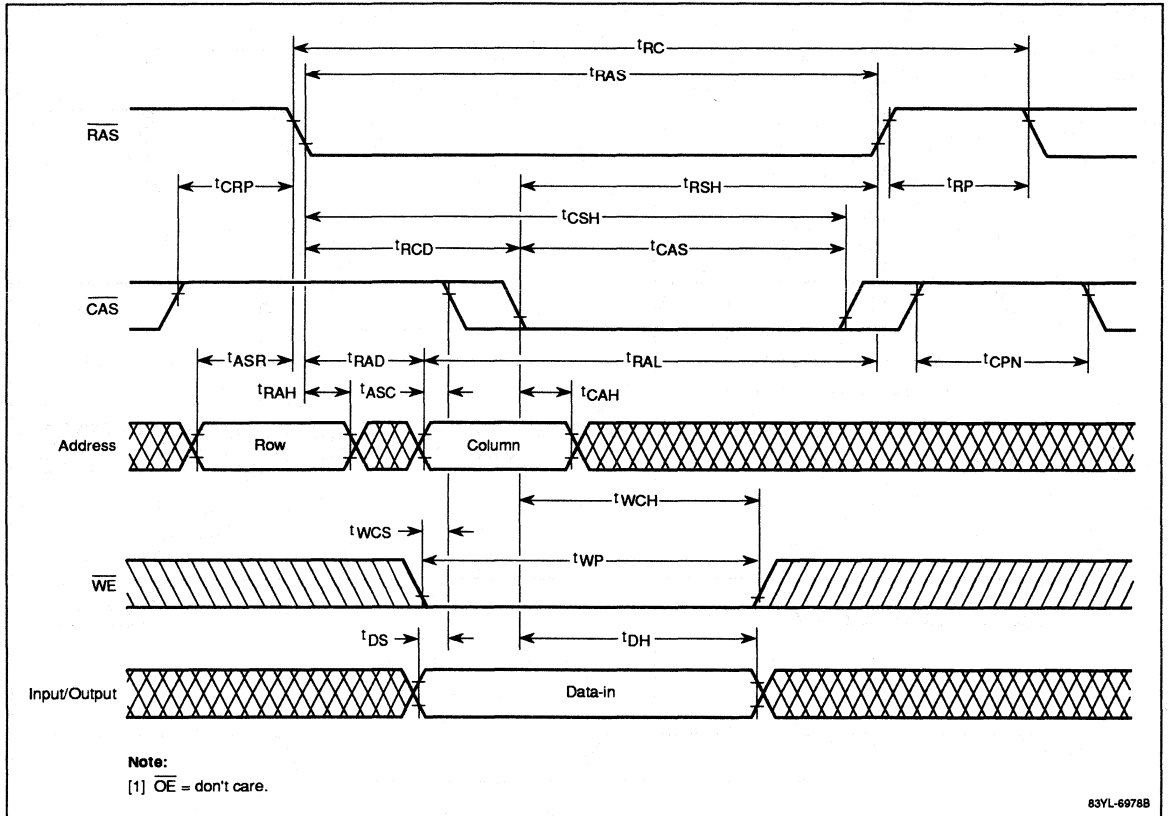 tRC
tRAS
RAS
tCRP
tRSH
tRP
tCSH
tRCD
tCAS
CAS
tASR
tRAD
tRAL
tCPN
tRAH
tASC
tCAH
Address
Row
Column
tWCH
tWCS
tWP
WE
tDS
tDH
Input/Output
Data-in
Note:
[1] OE = don't care.
83YL-6978B